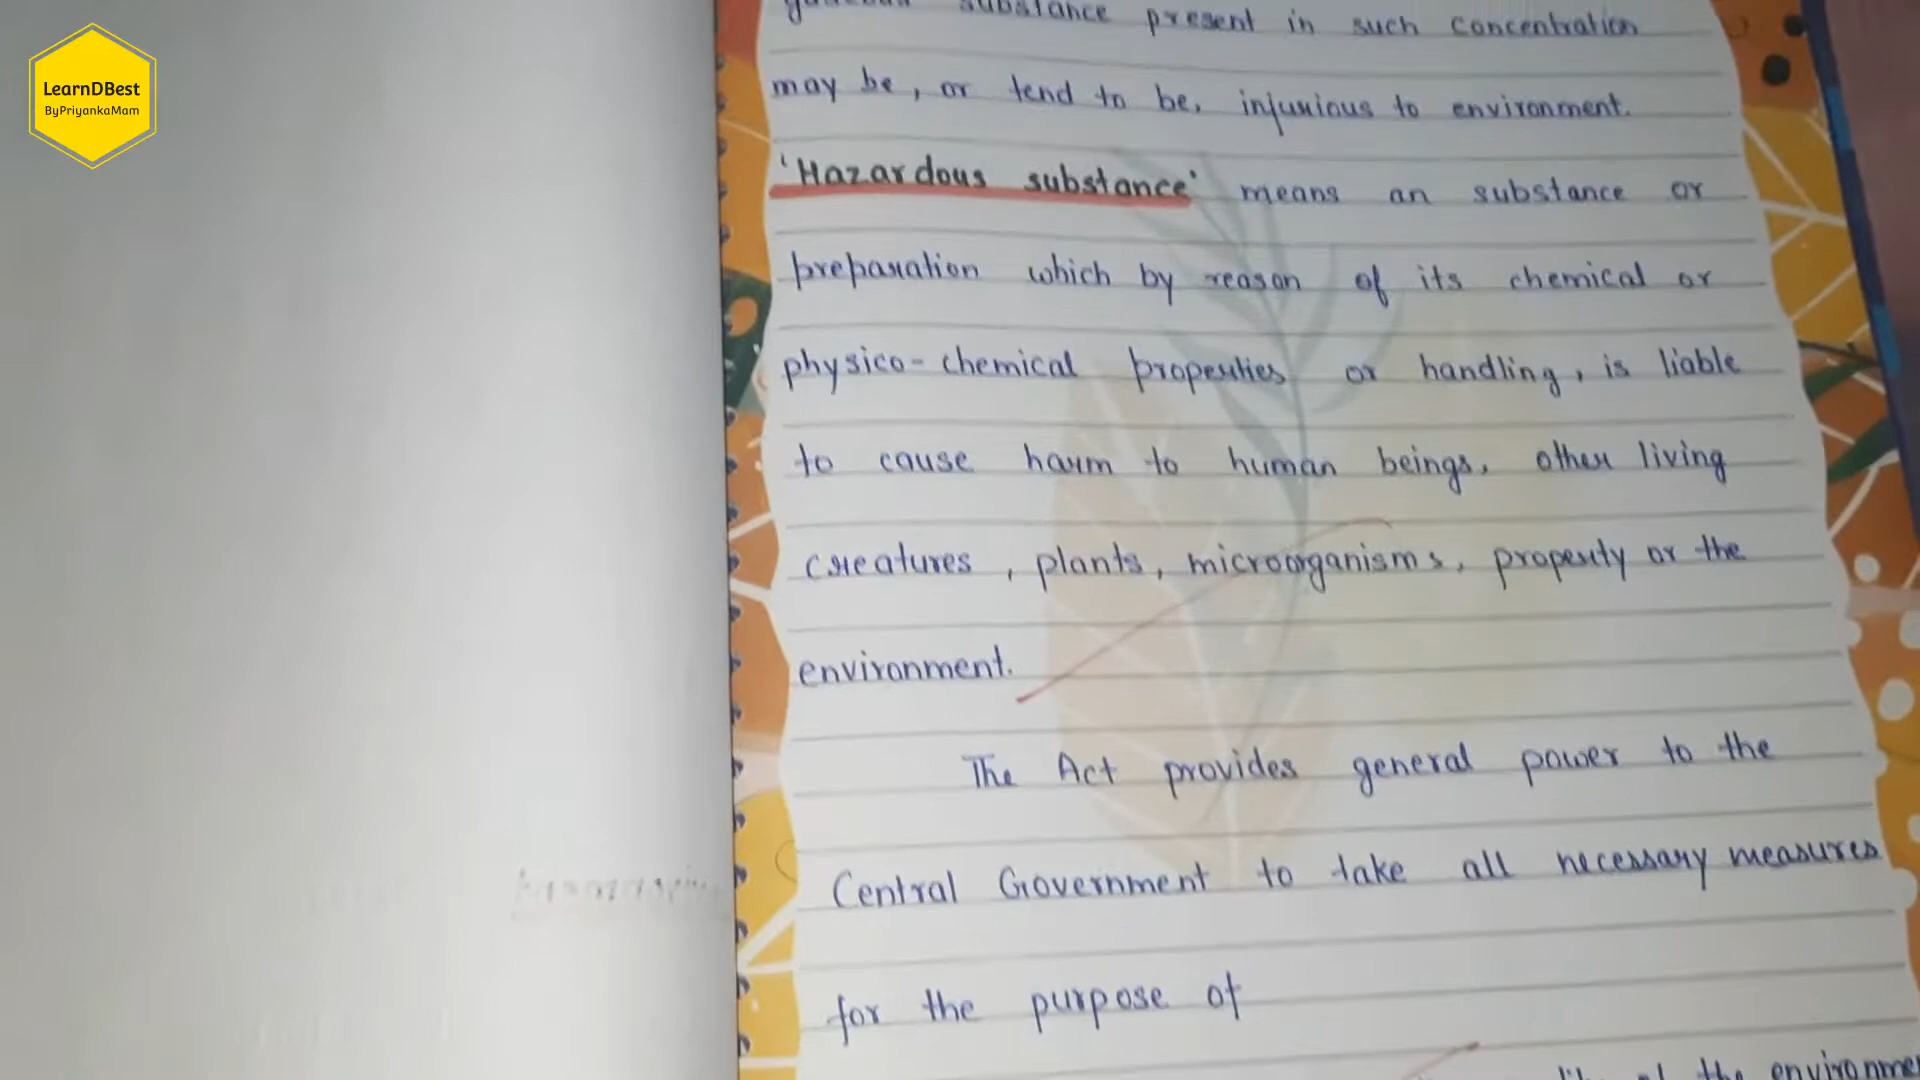 LearnDBest
ByPriyankaMam
substance present in such concentration
may be, or tend to be, injurious to environment.
'Hazardous substance' means an substance or
preparation which by reason of its chemical or
physico-chemical properties or handling, is liable
to cause harm to human beings, other living
creatures, plants, microorganisms, property or the
environment.
The Act provides general power to the
Central Government to take all necessary measures
for the purpose of
of the